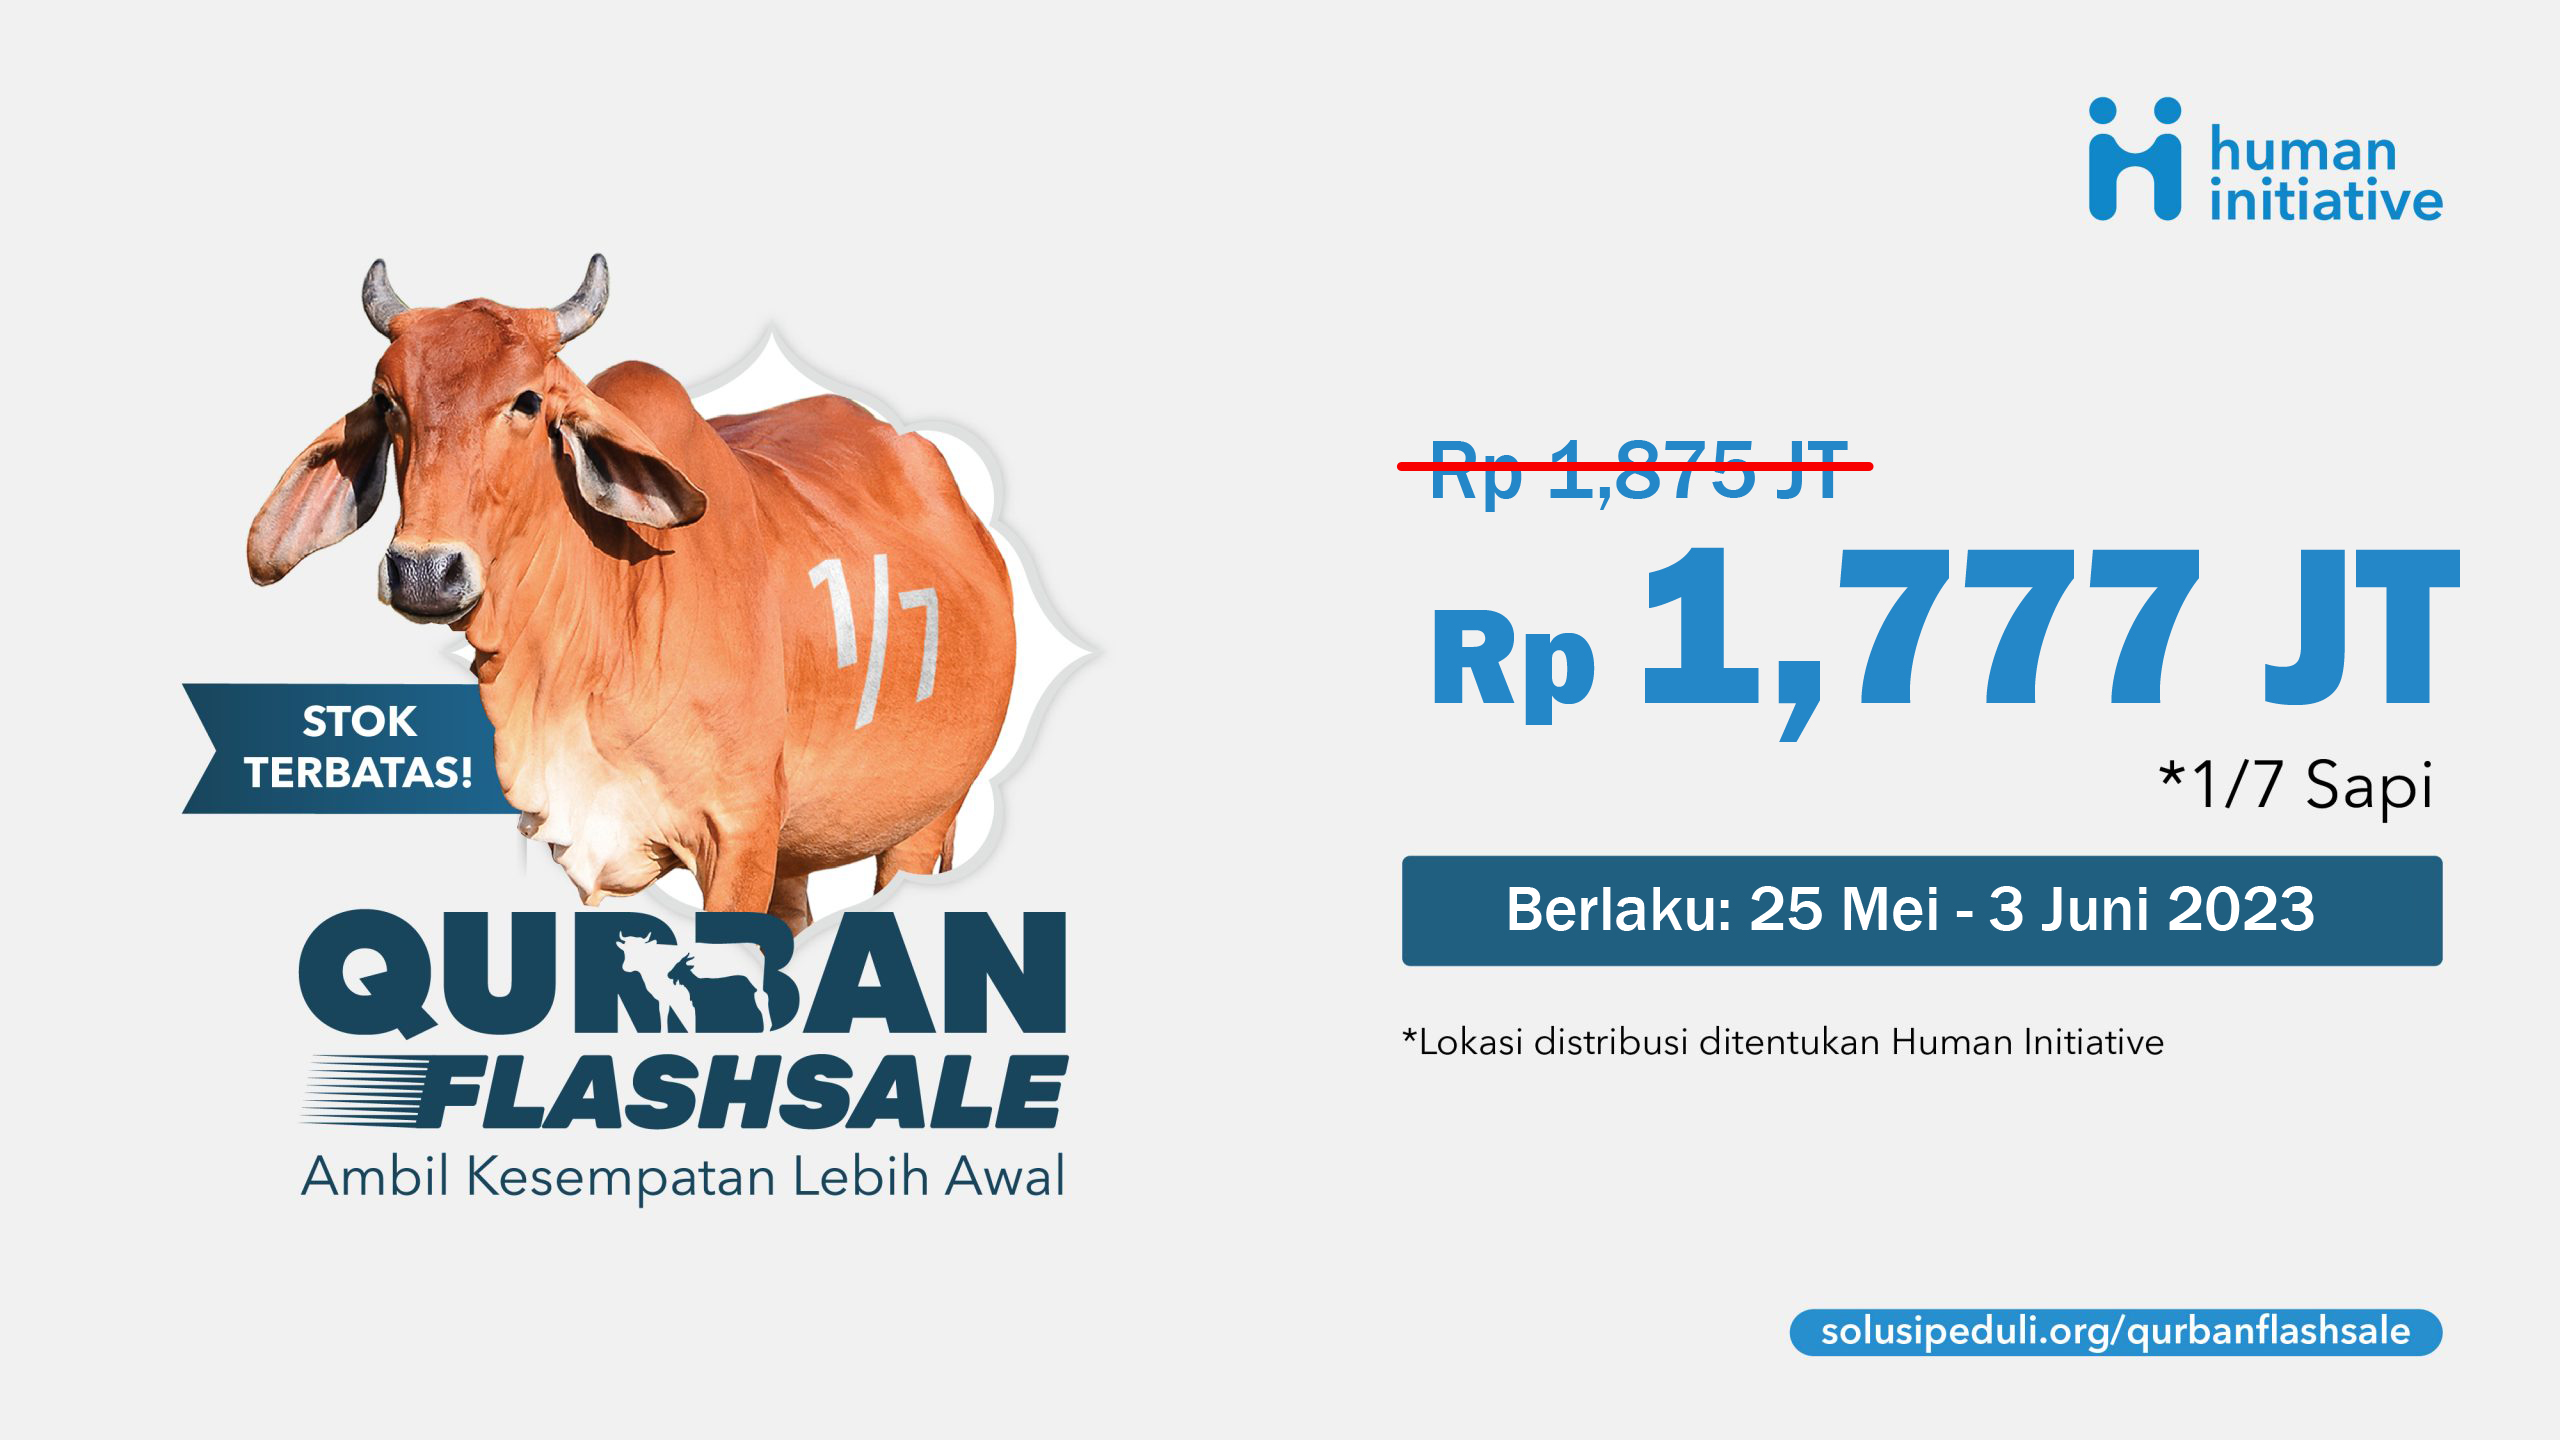 human
initiative
1/7
STOK
TERBATAS!
QURBAN
FLASHSALE
Ambil Kesempatan Lebih Awal
Rp 1,875 JT
Rp 1,777 JT
*1/7 Sapi
Berlaku: 25 Mei - 3 Juni 2023
*Lokasi distribusi ditentukan Human Initiative
solusipeduli.org/qurbanflashsale